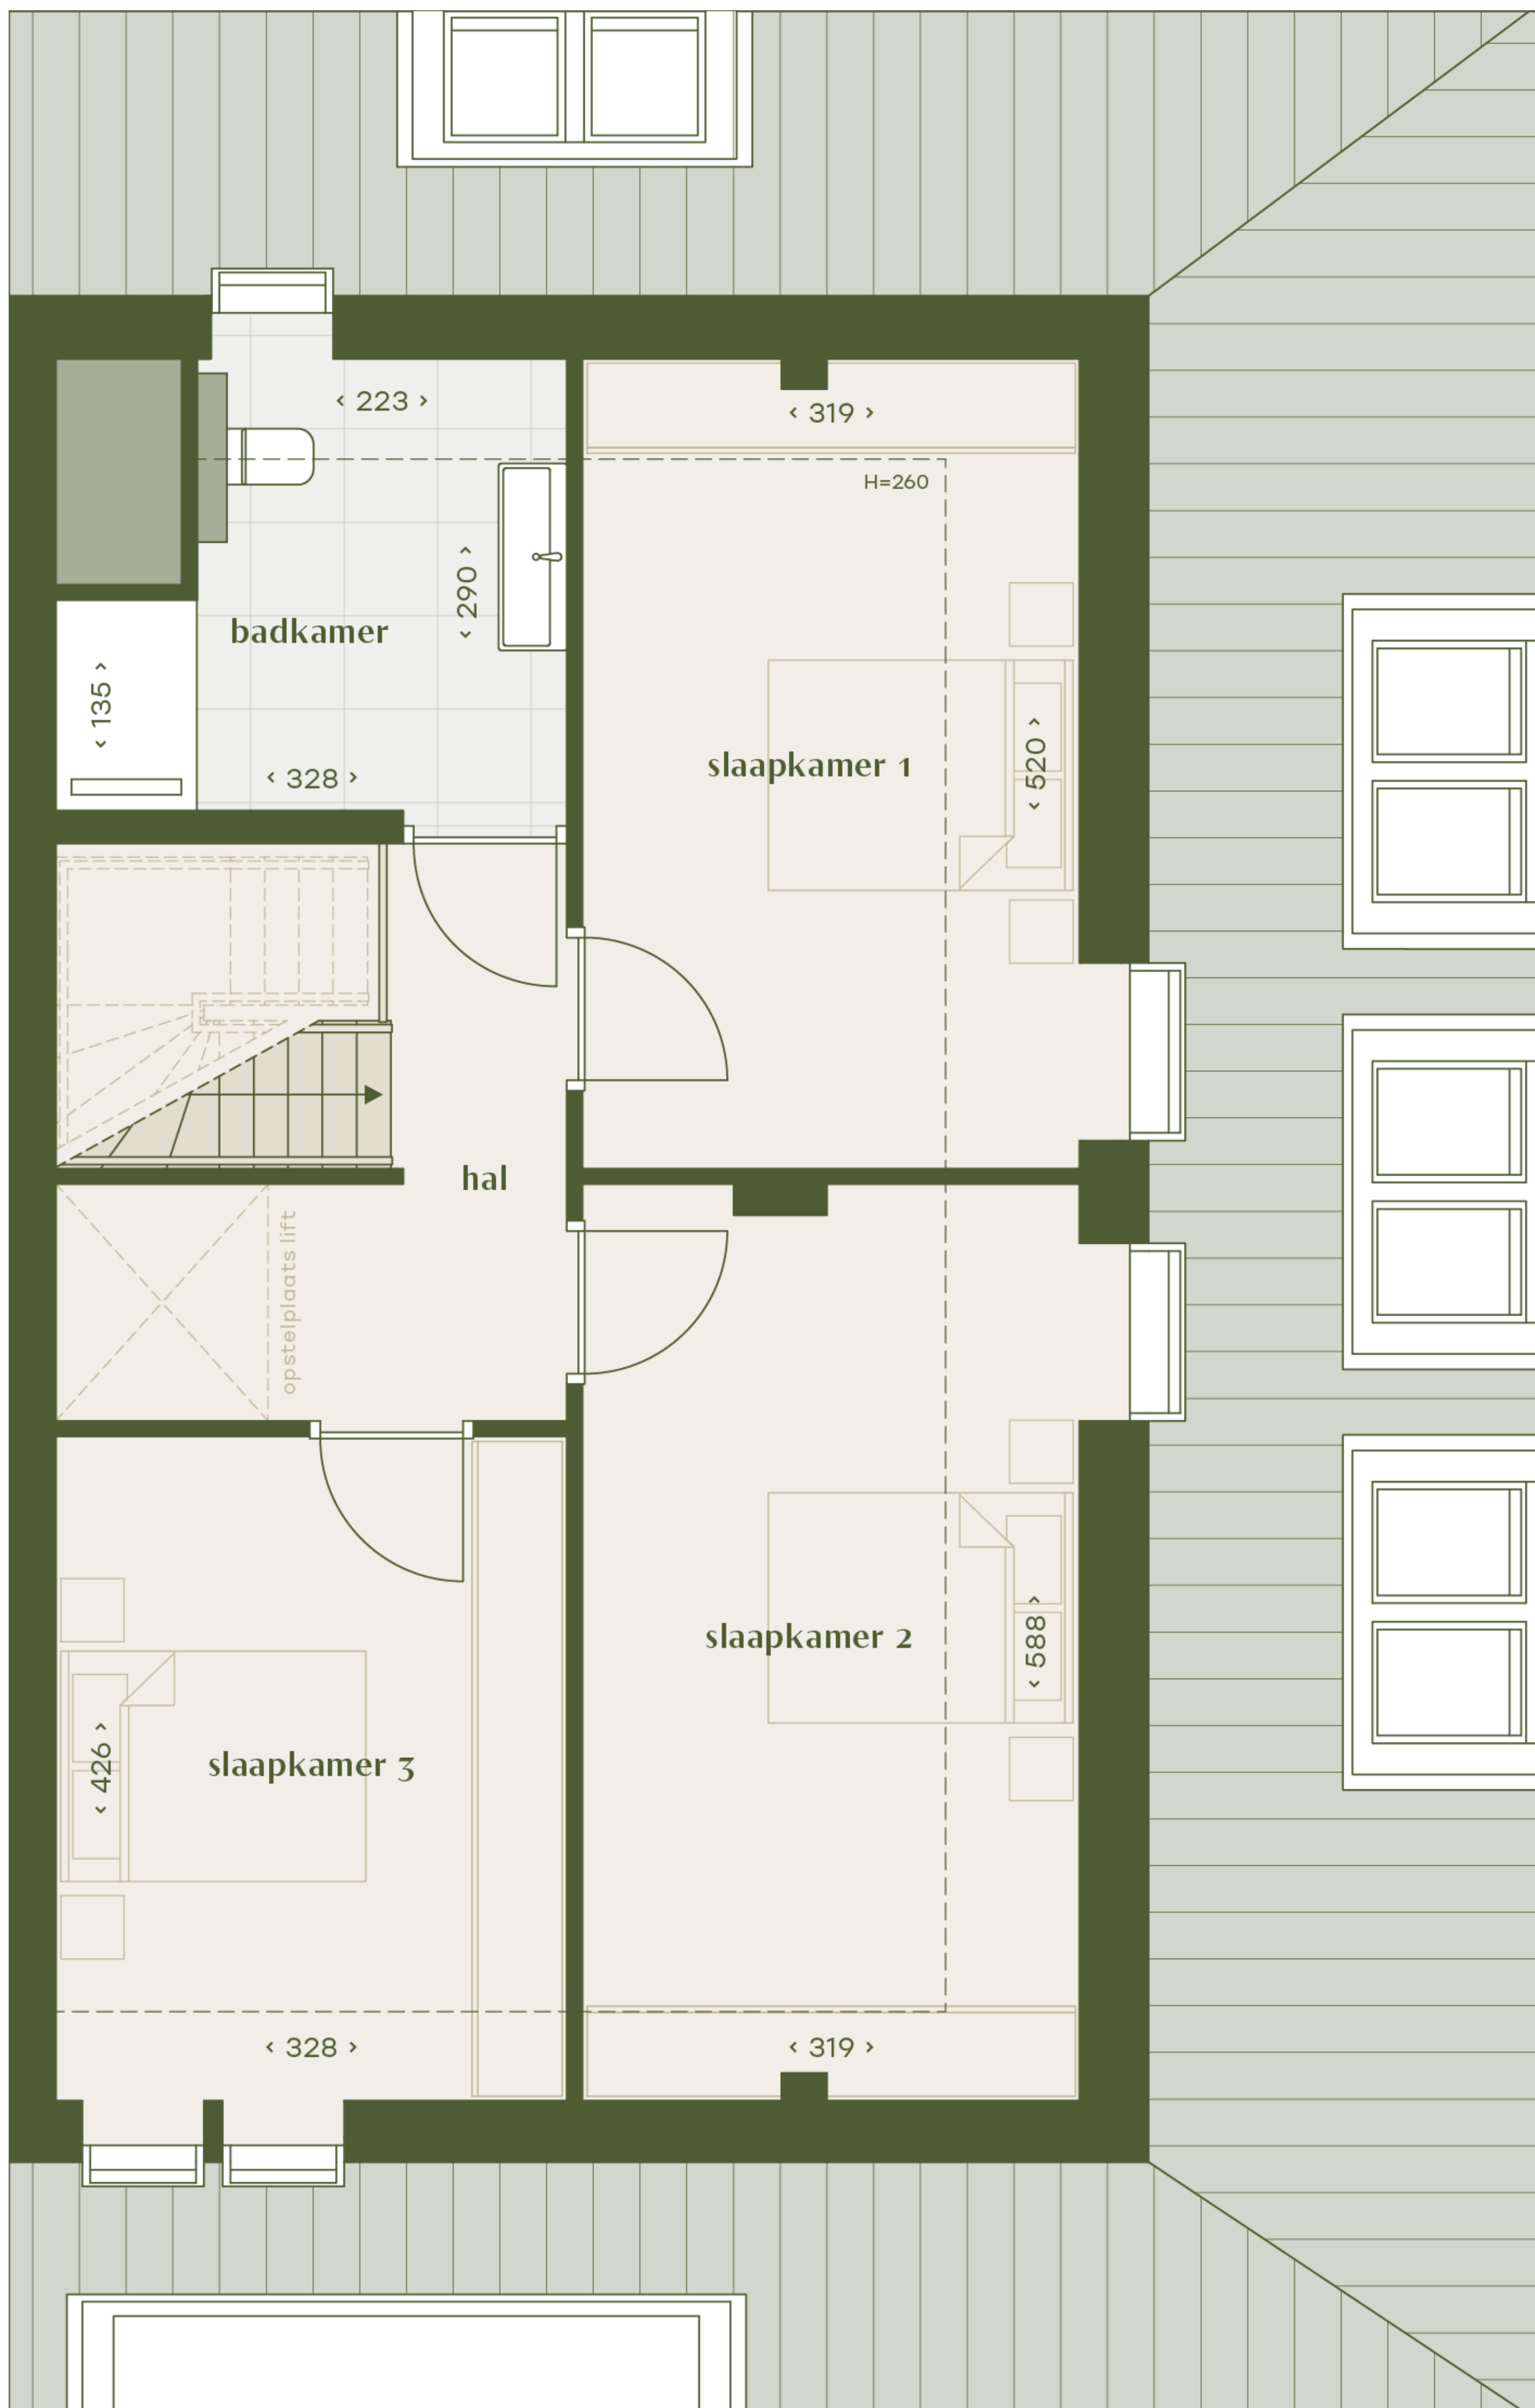 ‹ 223 ›
‹ 319 ›
H=260
‹ 290 ›
badkamer
‹ 135 ›
‹ 520 ›
slaapkamer 1
‹ 328 ›
hal
opstelplaats lift
slaapkamer 2
‹ 588 ›
‹ 426 ›
slaapkamer 3
‹ 328 ›
‹ 319 ›